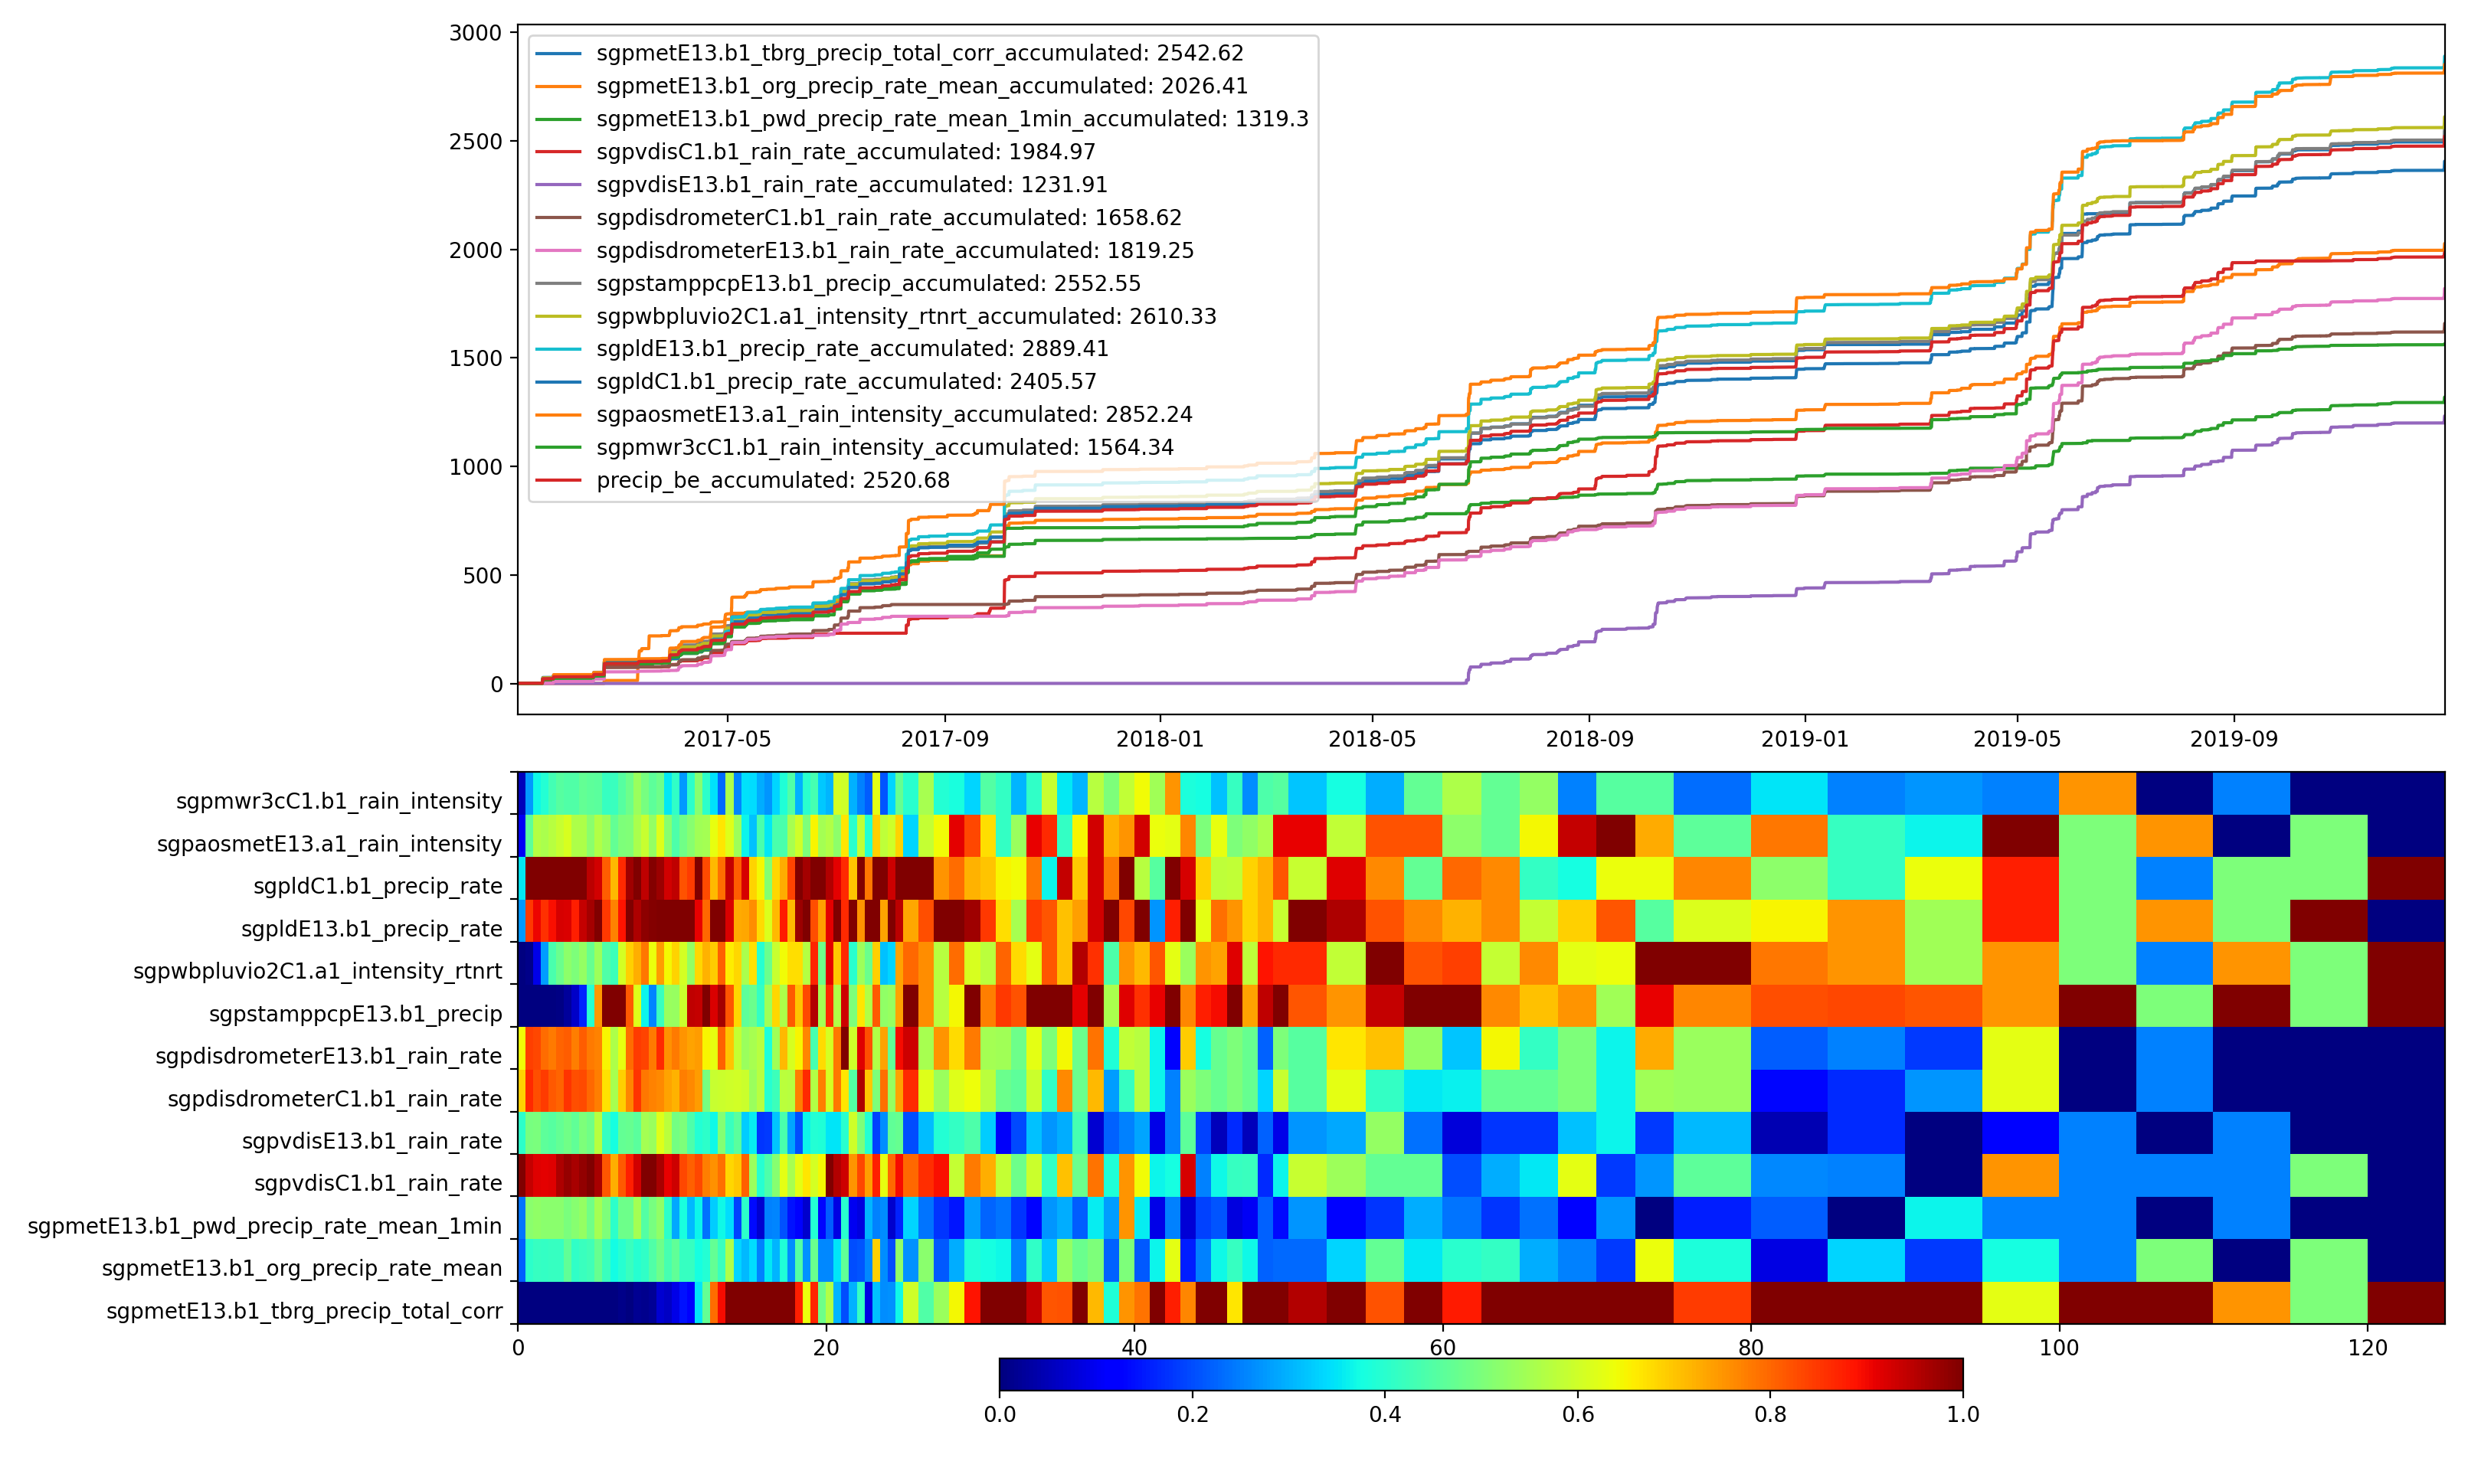 3000
2500
2000
1500
1000
500
0
sgpmetE13.b1_tbrg_precip_total_corr_accumulated: 2542.62
sgpmetE13.b1_org_precip_rate_mean_accumulated: 2026.41
sgpmetE13.b1_pwd_precip_rate_mean_1min_accumulated: 1319.3
sgpvdisC1.b1_rain_rate_accumulated: 1984.97
sgpvdisE13.b1_rain_rate_accumulated: 1231.91
sgpdisdrometerC1.b1_rain_rate_accumulated: 1658.62
sgpdisdrometerE13.b1_rain_rate_accumulated: 1819.25
sgpstamppcpE13.b1_precip_accumulated: 2552.55
sgpwbpluvio2C1.a1_intensity_rtnrt_accumulated: 2610.33
sgpldE13.b1_precip_rate_accumulated: 2889.41
sgpldC1.b1_precip_rate_accumulated: 2405.57
sgpaosmetE13.a1_rain_intensity_accumulated: 2852.24
sgpmwr3cC1.b1_rain_intensity_accumulated: 1564.34
precip_be_accumulated: 2520.68
2017-05 2017-09 2018-01 2018-05 2018-09 2019-01 2019-05 2019-09
sgpmwr3cC1.b1_rain_intensity
sgpaosmetE13.a1_rain_intensity
sgpldC1.b1_precip_rate
sgpldE13.b1_precip_rate
sgpwbpluvio2C1.a1_intensity_rtnrt
sgpstamppcpE13.b1_precip
sgpdisdrometerE13.b1_rain_rate
sgpdisdrometerC1.b1_rain_rate
sgpvdisE13.b1_rain_rate
sgpvdisC1.b1_rain_rate
sgpmetE13.b1_pwd_precip_rate_mean_1min
sgpmetE13.b1_org_precip_rate_mean
sgpmetE13.b1_tbrg_precip_total_corr
0 20 40 60 80 100 120
0.0 0.2 0.4 0.6 0.8 1.0